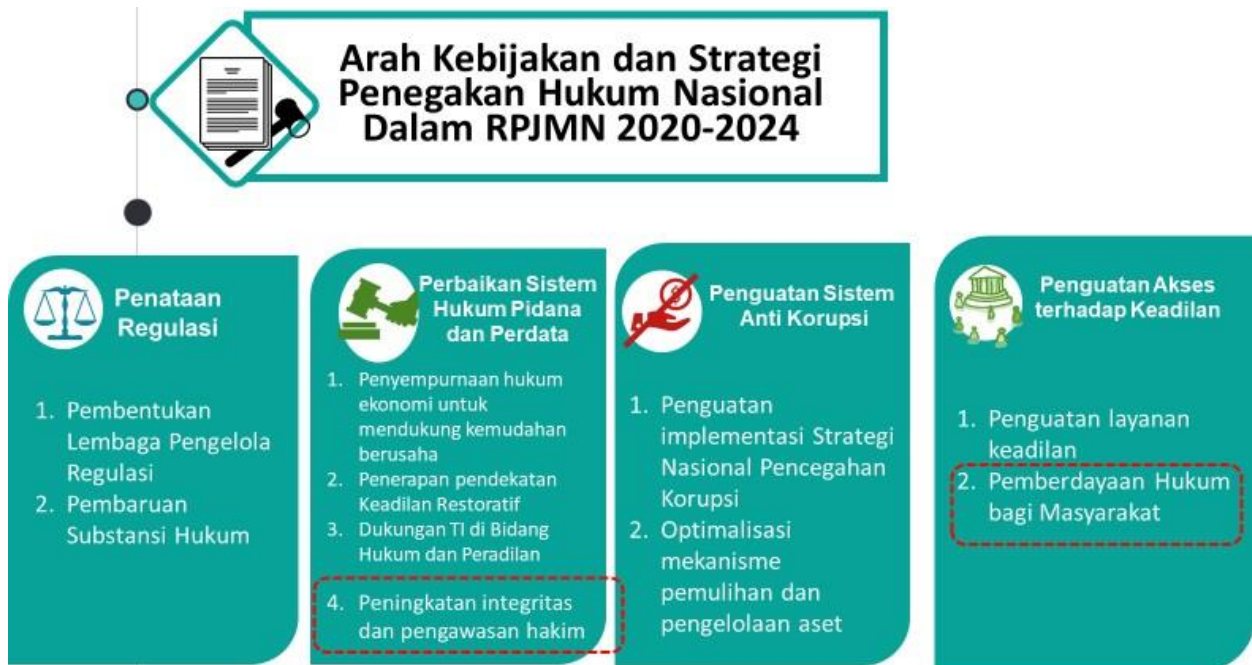 Arah Kebijakan dan Strategi
Penegakan Hukum Nasional
Dalam RPJMN 2020-2024
Penataan
Regulasi
1. Pembentukan
Lembaga Pengelola
Regulasi
2. Pembaruan
Substansi Hukum
Perbaikan Sistem
Hukum Pidana
dan Perdata
1. Penyempurnaan hukum
ekonomi untuk
mendukung kemudahan
berusaha
2. Penerapan pendekatan
Keadilan Restoratif
3. Dukungan TI di Bidang
Hukum dan Peradilan
4. Peningkatan integritas
dan pengawasan hakim
Penguatan Sistem
Anti Korupsi
1. Penguatan
implementasi Strategi
Nasional Pencegahan
Korupsi
2. Optimalisasi
mekanisme
pemulihan dan
pengelolaan aset
Penguatan Akses
terhadap Keadilan
1. Penguatan layanan
keadilan
2. Pemberdayaan Hukum
bagi Masyarakat